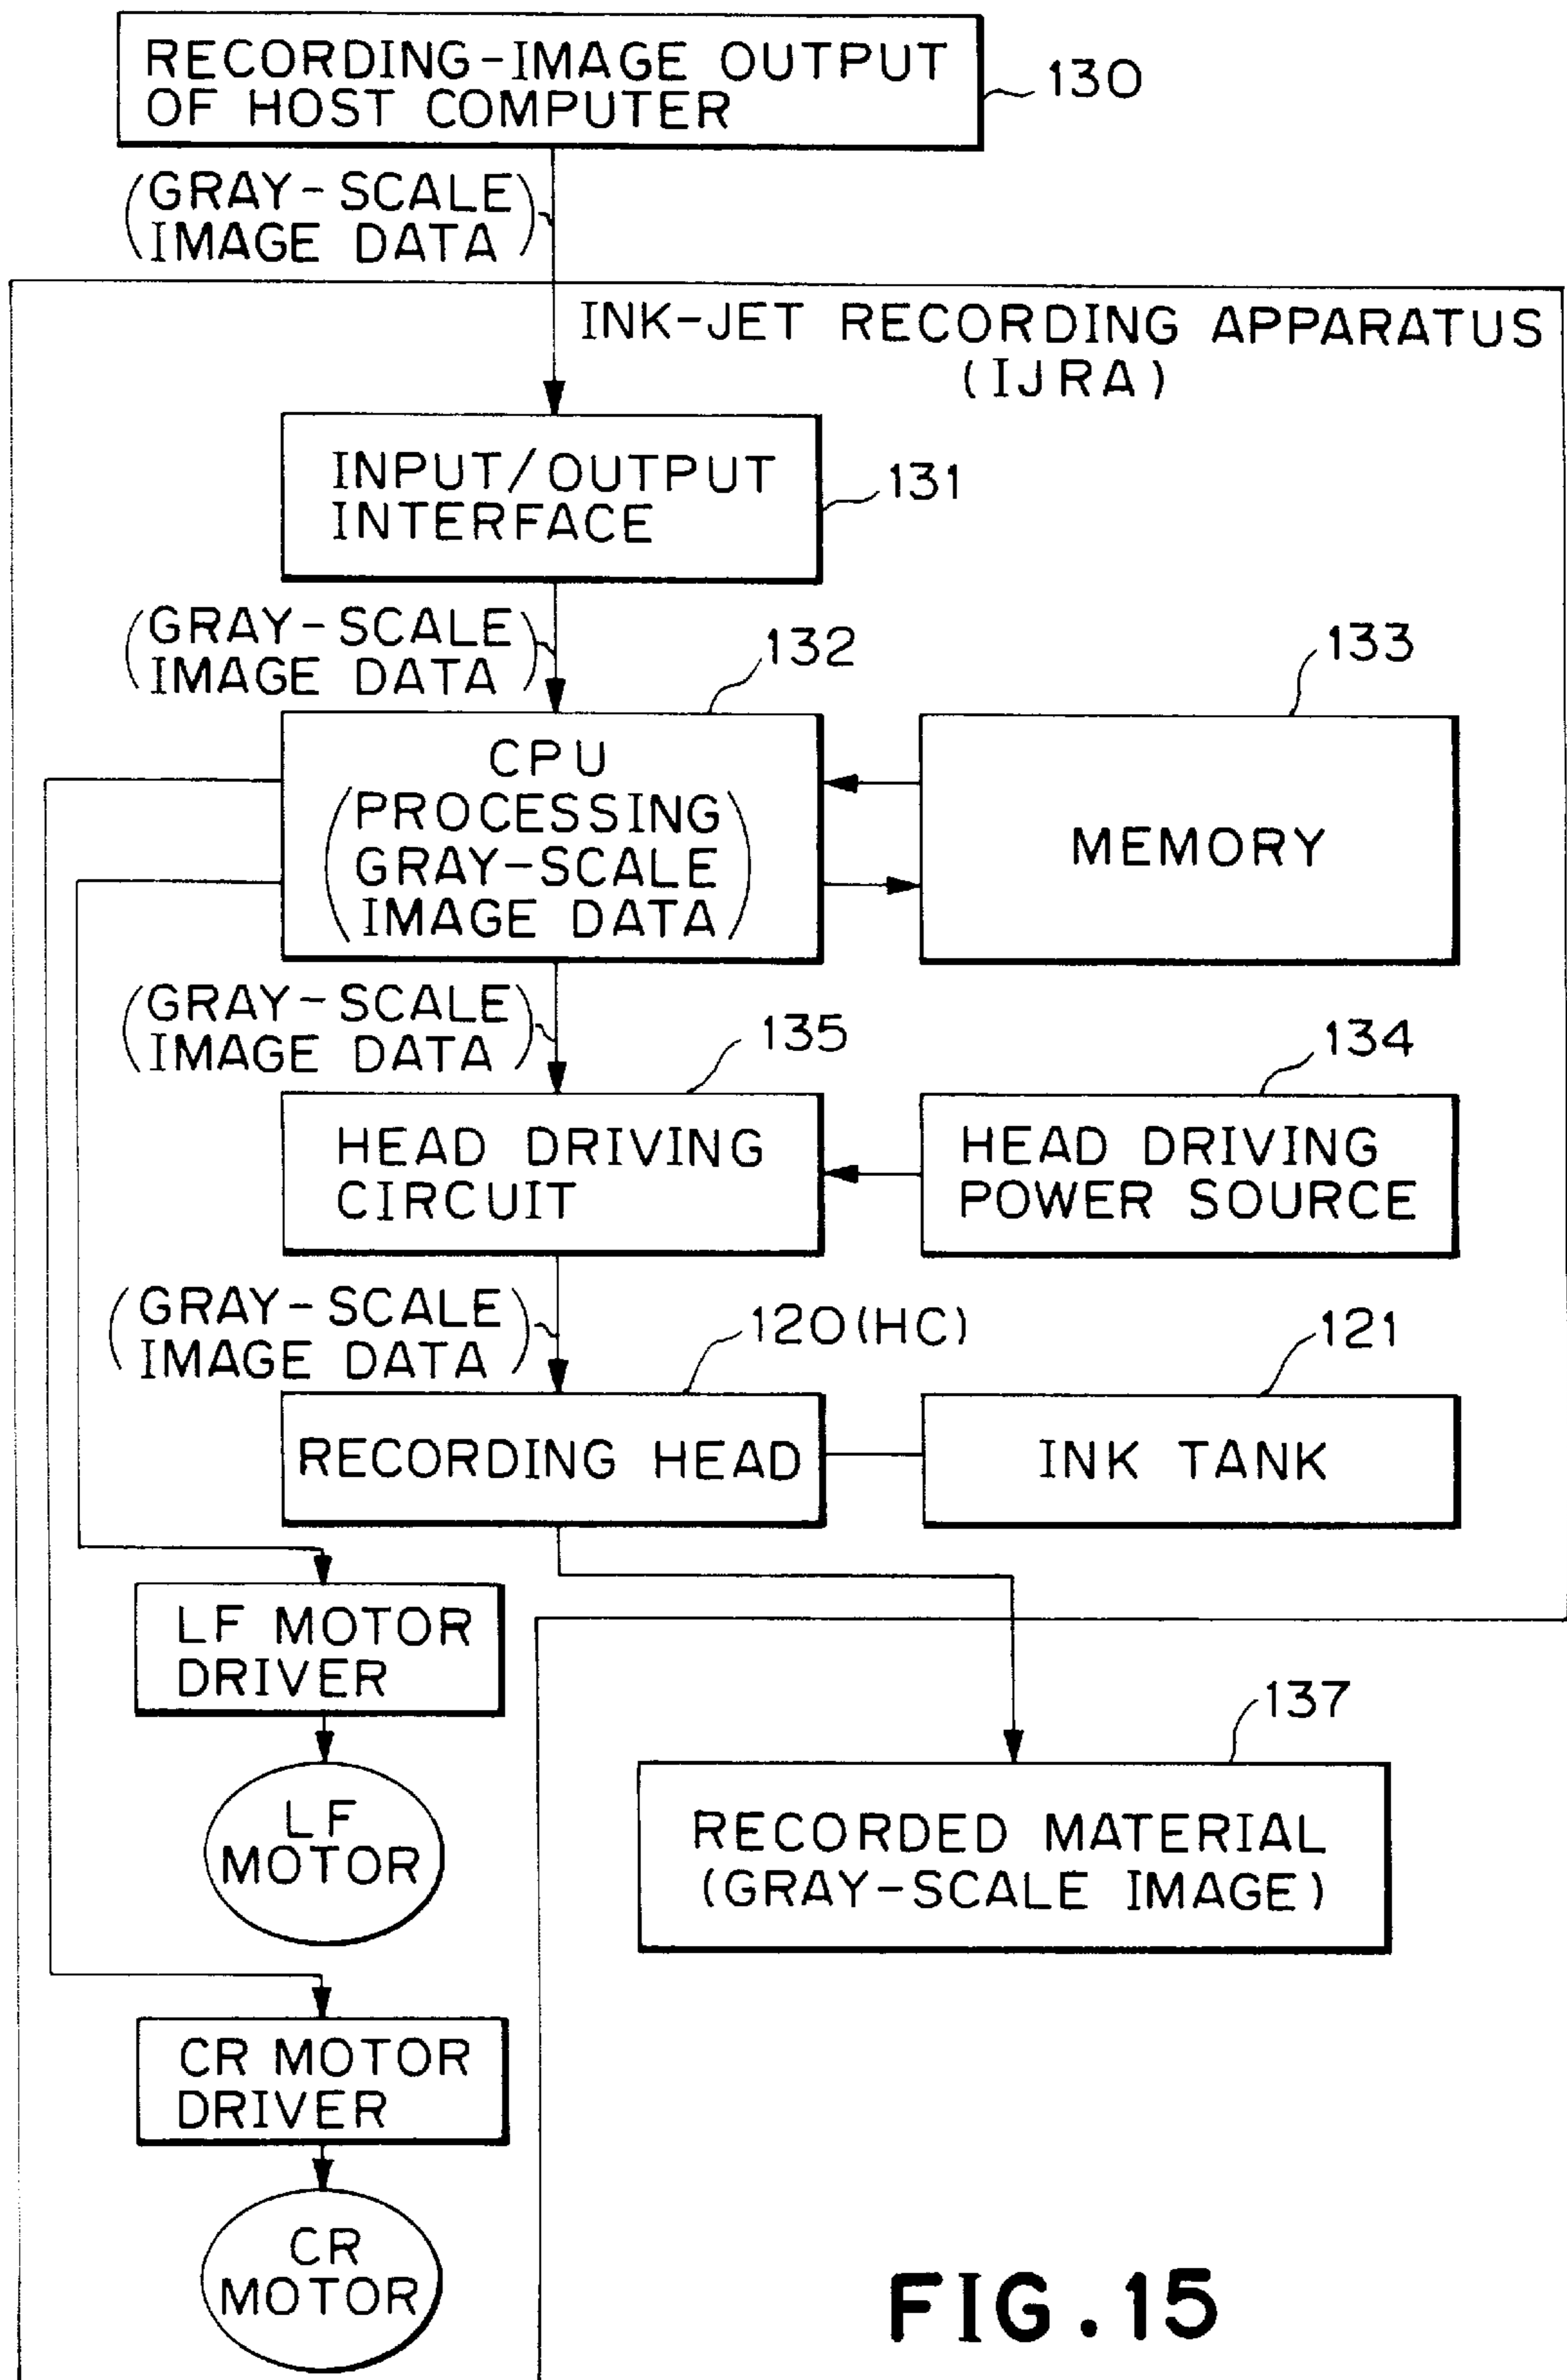 RECORDING-IMAGE OUTPUT
OF HOST COMPUTER
130
(GRAY-SCALE
IMAGE DATA)
INK-JET RECORDING APPARATUS
(IJRA)
INPUT/OUTPUT
INTERFACE
131
(GRAY-SCALE
IMAGE DATA)
132
133
CPU
(PROCESSING
GRAY-SCALE
IMAGE DATA)
MEMORY
(GRAY-SCALE
IMAGE DATA)
135
134
HEAD DRIVING
CIRCUIT
HEAD DRIVING
POWER SOURCE
(GRAY-SCALE
IMAGE DATA)
120(HC)
121
RECORDING HEAD
INK TANK
LF MOTOR
DRIVER
137
LF
MOTOR
RECORDED MATERIAL
(GRAY-SCALE IMAGE)
CR MOTOR
DRIVER
CR
MOTOR
FIG.15